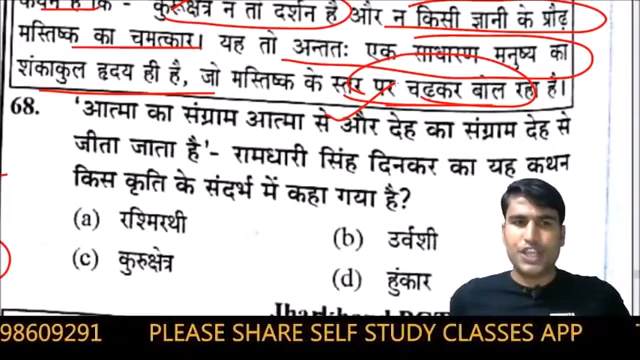 कथन है कि - कुरुक्षेत्र न तो दर्शन है और न किसी ज्ञानी के प्रौढ़
मस्तिष्क का चमत्कार। यह तो अन्ततः एक साधारण मनुष्य का
शंकाकुल हृदय ही है, जो मस्तिष्क के स्तर पर चढकर बोल रहा है।
68. 'आत्मा का संग्राम आत्मा से और देह का संग्राम देह से
जीता जाता है'- रामधारी सिंह दिनकर का यह कथन
किस कृति के संदर्भ में कहा गया है?
(a) रश्मिरथी
(b) उर्वशी
(c) कुरुक्षेत्र
(d) हुंकार
98609291 PLEASE SHARE SELF STUDY CLASSES APP